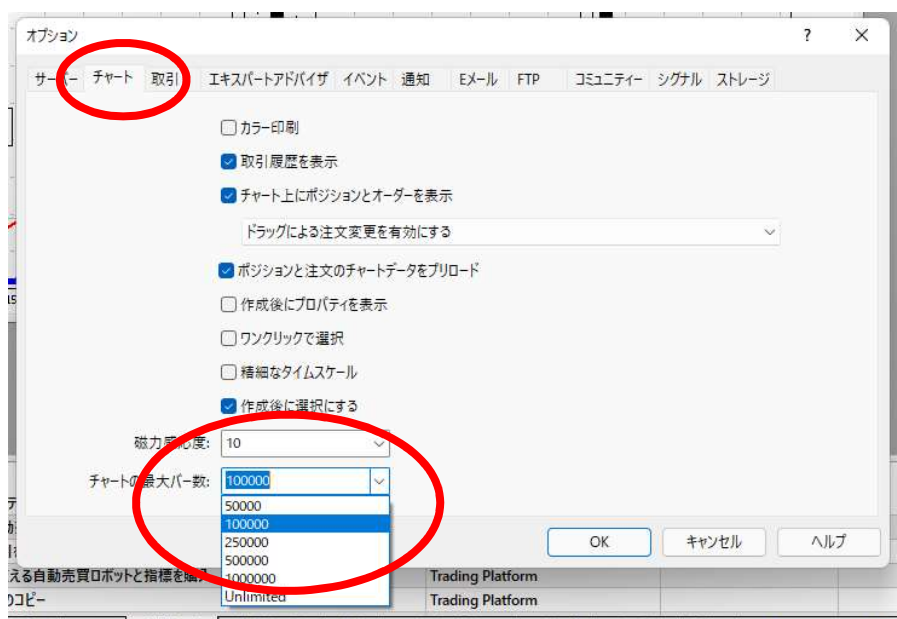 オプション
?
サーバー チャート 取引 エキスパートアドバイザ イベント 通知 Eメール FTP コミュニティー シグナル ストレージ
カラー印刷
取引履歴を表示
チャート上にポジションとオーダーを表示
ドラッグによる注文変更を有効にする
ポジションと注文のチャートデータをプリロード
作成後にプロパティを表示
ワンクリックで選択
精細なタイムスケール
作成後に選択にする
磁力感応度: 10
チャートの最大バー数: 100000
50000
100000
250000
500000
1000000
Unlimited
OK キャンセル ヘルプ
える自動売買ロボットと指標を購入 Trading Platform
のコピー Trading Platform